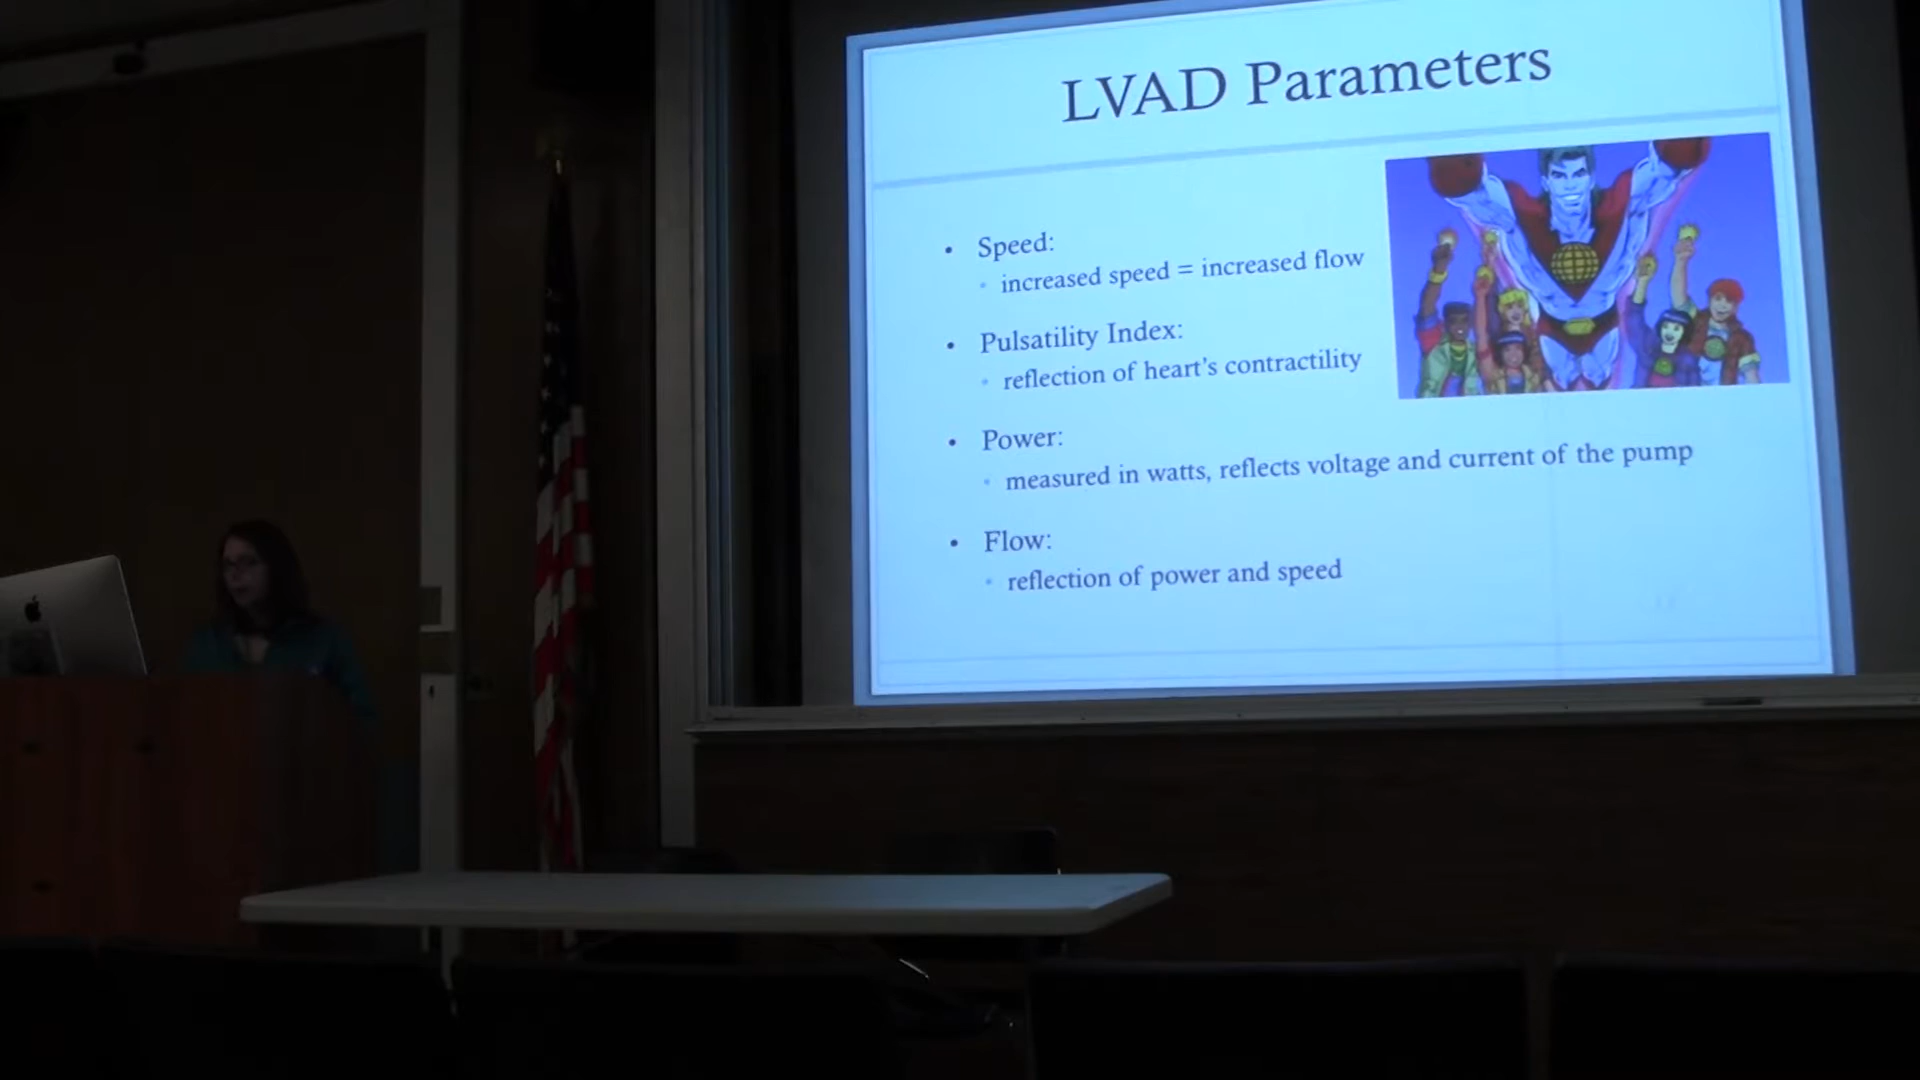 LVAD Parameters
• Speed:
• increased speed = increased flow
• Pulsatility Index:
• reflection of heart's contractility
• Power:
• measured in watts, reflects voltage and current of the pump
• Flow:
• reflection of power and speed